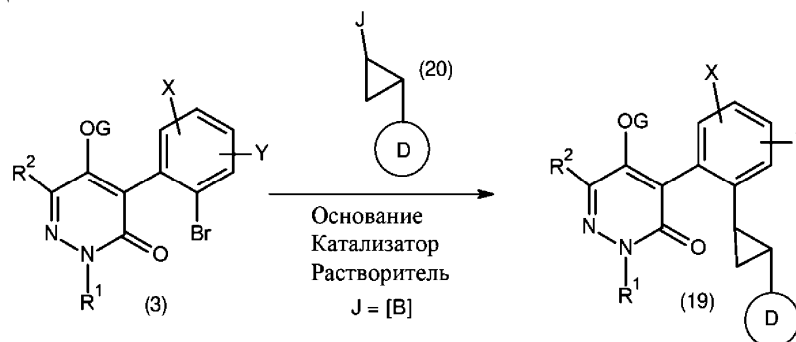 J
(20)
D
X
OG
Y
R²
Br
N
N
O
R¹
(3)
Основание
Катализатор
Растворитель
J = [B]
X
OG
R²
N
N
O
R¹
(19)
D